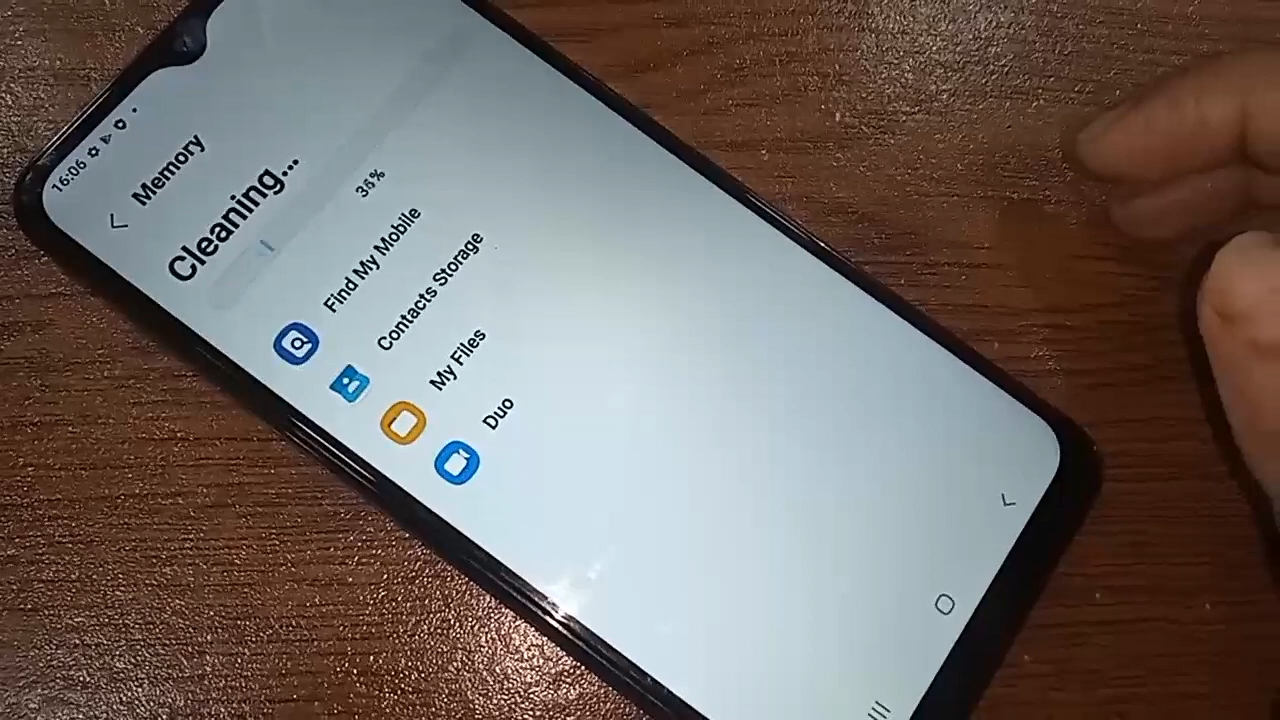 16:06
Memory
Cleaning...
36%
Find My Mobile
Contacts Storage
My Files
Duo